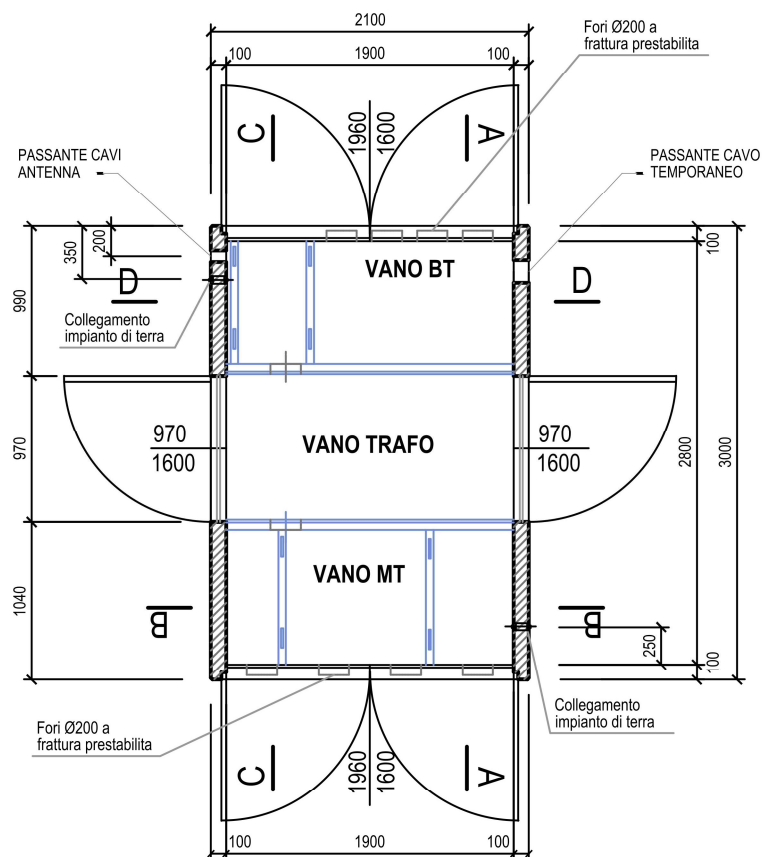 2100
100
1900
100
Fori Ø200 a
frattura prestabilita
C
1960
1600
A
PASSANTE CAVI
ANTENNA
PASSANTE CAVO
TEMPORANEO
350
200
100
VANO BT
D
D
990
Collegamento
impianto di terra
970
970
1600
VANO TRAFO
970
1600
2800
3000
VANO MT
1040
B
B
250
100
Fori Ø200 a
frattura prestabilita
Collegamento
impianto di terra
C
1960
1600
A
100
1900
100